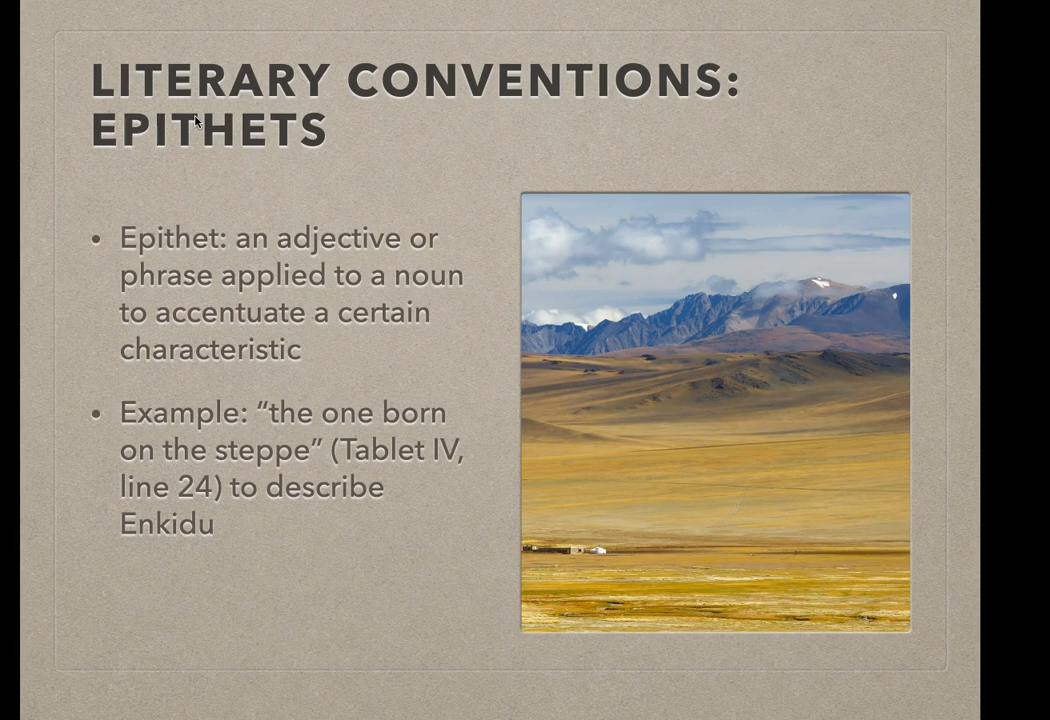 LITERARY CONVENTIONS:
EPITHETS
• Epithet: an adjective or
phrase applied to a noun
to accentuate a certain
characteristic
• Example: “the one born
on the steppe” (Tablet IV,
line 24) to describe
Enkidu